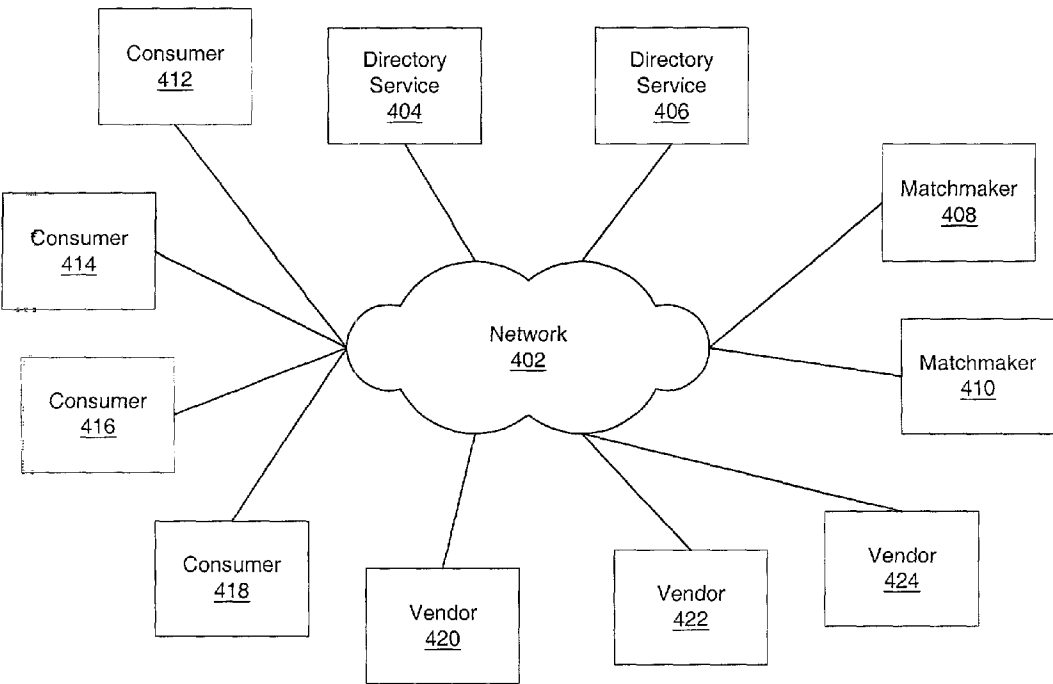 Consumer
412
Directory
Service
404
Directory
Service
406
Matchmaker
408
Consumer
414
Network
402
Matchmaker
410
Consumer
416
Consumer
418
Vendor
420
Vendor
422
Vendor
424